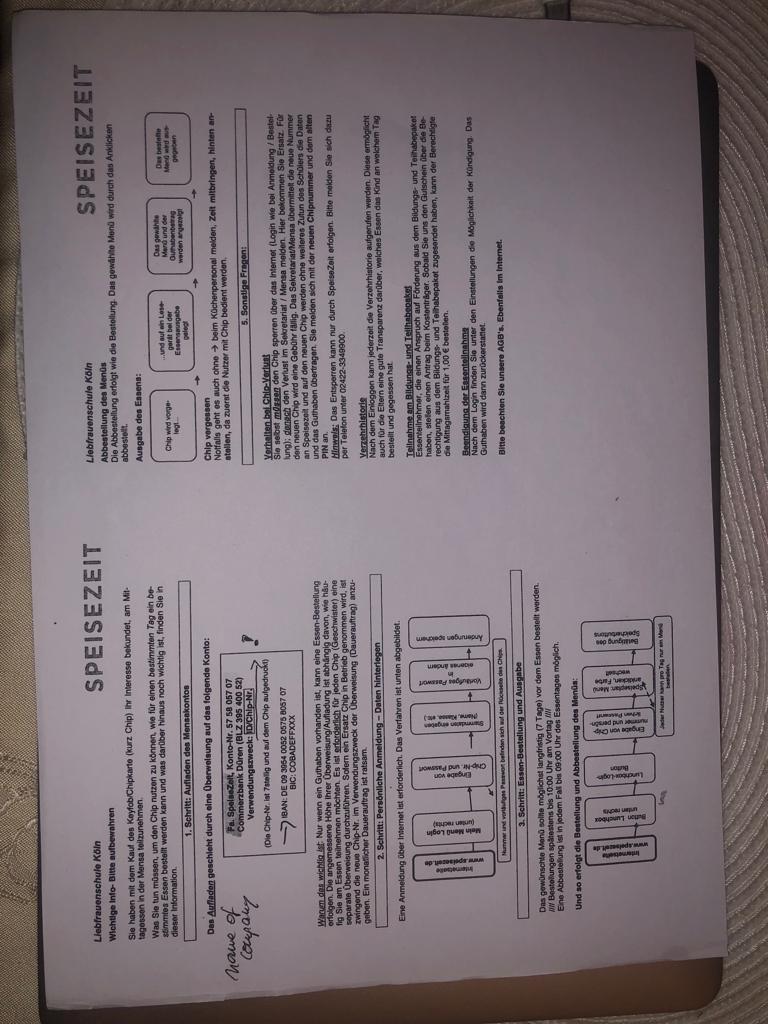 SPEISEZEIT
Liebfrauenschule Köln
Wichtige Info- Bitte aufbewahren
Sie haben mit dem Kauf des Keyfob/Chipkarte (kurz: Chip) Ihr Interesse bekundet, am Mit-
tagessen in der Mensa teilzunehmen.
Was Sie tun müssen, um den Chip nutzen zu können, wie für einen bestimmten Tag ein be-
stimmtes Essen bestellt werden kann und was darüber hinaus noch wichtig ist, finden Sie in
dieser Information.
1. Schritt: Aufladen des Mensakontos
Das Aufladen geschieht durch eine Überweisung auf das folgende Konto:
name of
Company
Fa. SpeiseZeit, Konto-Nr. 57 58 057 07
Commerzbank Düren (BLZ 395 400 52)
Verwendungszweck: ID/Chip-Nr.
(Die Chip-Nr. ist 7stellig und auf dem Chip aufgedruckt)
IBAN: DE 09 3954 0052 0575 8057 07
BIC: COBADEFFXXX
Warum das wichtig ist: Nur wenn ein Guthaben vorhanden ist, kann eine Essen-Bestellung
erfolgen. Die angemessene Höhe Ihrer Überweisung/Aufladung ist abhängig davon, wie häu-
fig Sie am Essen teilnehmen möchten. Es ist erforderlich für jeden Chip (Geschwister) eine
separate Überweisung durchzuführen. Sofern ein Ersatz Chip in Betrieb genommen wird, ist
zwingend die neue Chip-Nr. im Verwendungszweck der Überweisung (Dauerauftrag) anzu-
geben. Ein monatlicher Dauerauftrag ist ratsam.
2. Schritt: Persönliche Anmeldung – Daten hinterlegen
Eine Anmeldung über Internet ist erforderlich. Das Verfahren ist unten abgebildet.
Internetseite
www.speisezeit.de
Mein Menü Login
(unten rechts)
Eingabe von
Chip-Nr. und Passwort
Stammdaten eingeben
(Name, Klasse, etc.)
Vorläufiges Passwort
in
eigenes ändern
Änderungen speichern
Nummer und vorläufiges Passwort befinden sich auf der Rückseite des Chips.
3. Schritt: Essen-Bestellung und Ausgabe
Das gewünschte Menü sollte möglichst langfristig (7 Tage) vor dem Essen bestellt werden.
//// Bestellungen spätestens bis 10:00 Uhr am Vortag ////
Eine Abbestellung ist in jedem Fall bis 09:00 Uhr des Essentages möglich.
Und so erfolgt die Bestellung und Abbestellung des Menüs:
Internetseite
www.speisezeit.de
Button Lunchbox
unten rechts
Lunchbox-Login-
Button
Eingabe von Chip-
nummer und persön-
lichem Passwort
(Speiseplan: Menü
anklicken, Farbe
wechselt
Betätigung des
Speicherbuttons
Jeder Nutzer kann pro Tag nur ein Menü
bestellen.
SPEISEZEIT
Liebfrauenschule Köln
Abbestellung des Menüs
Die Abbestellung erfolgt wie die Bestellung. Das gewählte Menü wird durch das Anklicken
abbestellt.
Ausgabe des Essens:
Chip wird vorge-
legt...
...und auf ein Lese-
gerät bei der
Essensausgabe
gelegt
Das gewählte
Menü und der
Guthabenbetrag
werden angezeigt
Das bestellte
Menü wird aus-
gegeben
Chip vergessen
Notfalls geht es auch ohne → beim Küchenpersonal melden, Zeit mitbringen, hinten an-
stellen, da zuerst die Nutzer mit Chip bedient werden.
5. Sonstige Fragen:
Verhalten bei Chip-Verlust
Sie selbst müssen den Chip sperren über das Internet (Login wie bei Anmeldung / Bestel-
lung); danach den Verlust im Sekretariat / Mensa melden. Hier bekommen Sie Ersatz. Für
den neuen Chip wird eine Gebühr fällig. Das Sekretariat/Mensa übermittelt die neue Nummer
an Speisezeit und auf den neuen Chip werden ohne weiteres Zutun des Schülers die Daten
und das Guthaben übertragen. Sie melden sich mit der neuen Chipnummer und dem alten
PIN an.
Hinweis: Das Entsperren kann nur durch SpeiseZeit erfolgen. Bitte melden Sie sich dazu
per Telefon unter 02422-3349900.
Verzehrhistorie
Nach dem Einloggen kann jederzeit die Verzehrhistorie aufgerufen werden. Diese ermöglicht
auch für die Eltern eine gute Transparenz darüber, welches Essen das Kind an welchem Tag
bestellt und gegessen hat.
Teilnahme am Bildungs- und Teilhabepaket
Essenteilnehmer, die einen Anspruch auf Förderung aus dem Bildungs- und Teilhabepaket
haben, stellen einen Antrag beim Kostenträger. Sobald Sie uns den Gutschein über die Be-
rechtigung aus dem Bildungs- und Teilhabepaket zugesendet haben, kann der Berechtigte
die Mittagsmahlzeit für 1,00 € bestellen.
Beendigung der Essenteilnahme
Nach dem Login finden Sie unter den Einstellungen die Möglichkeit der Kündigung. Das
Guthaben wird dann zurückerstattet.
Bitte beachten Sie unsere AGB's. Ebenfalls im Internet.